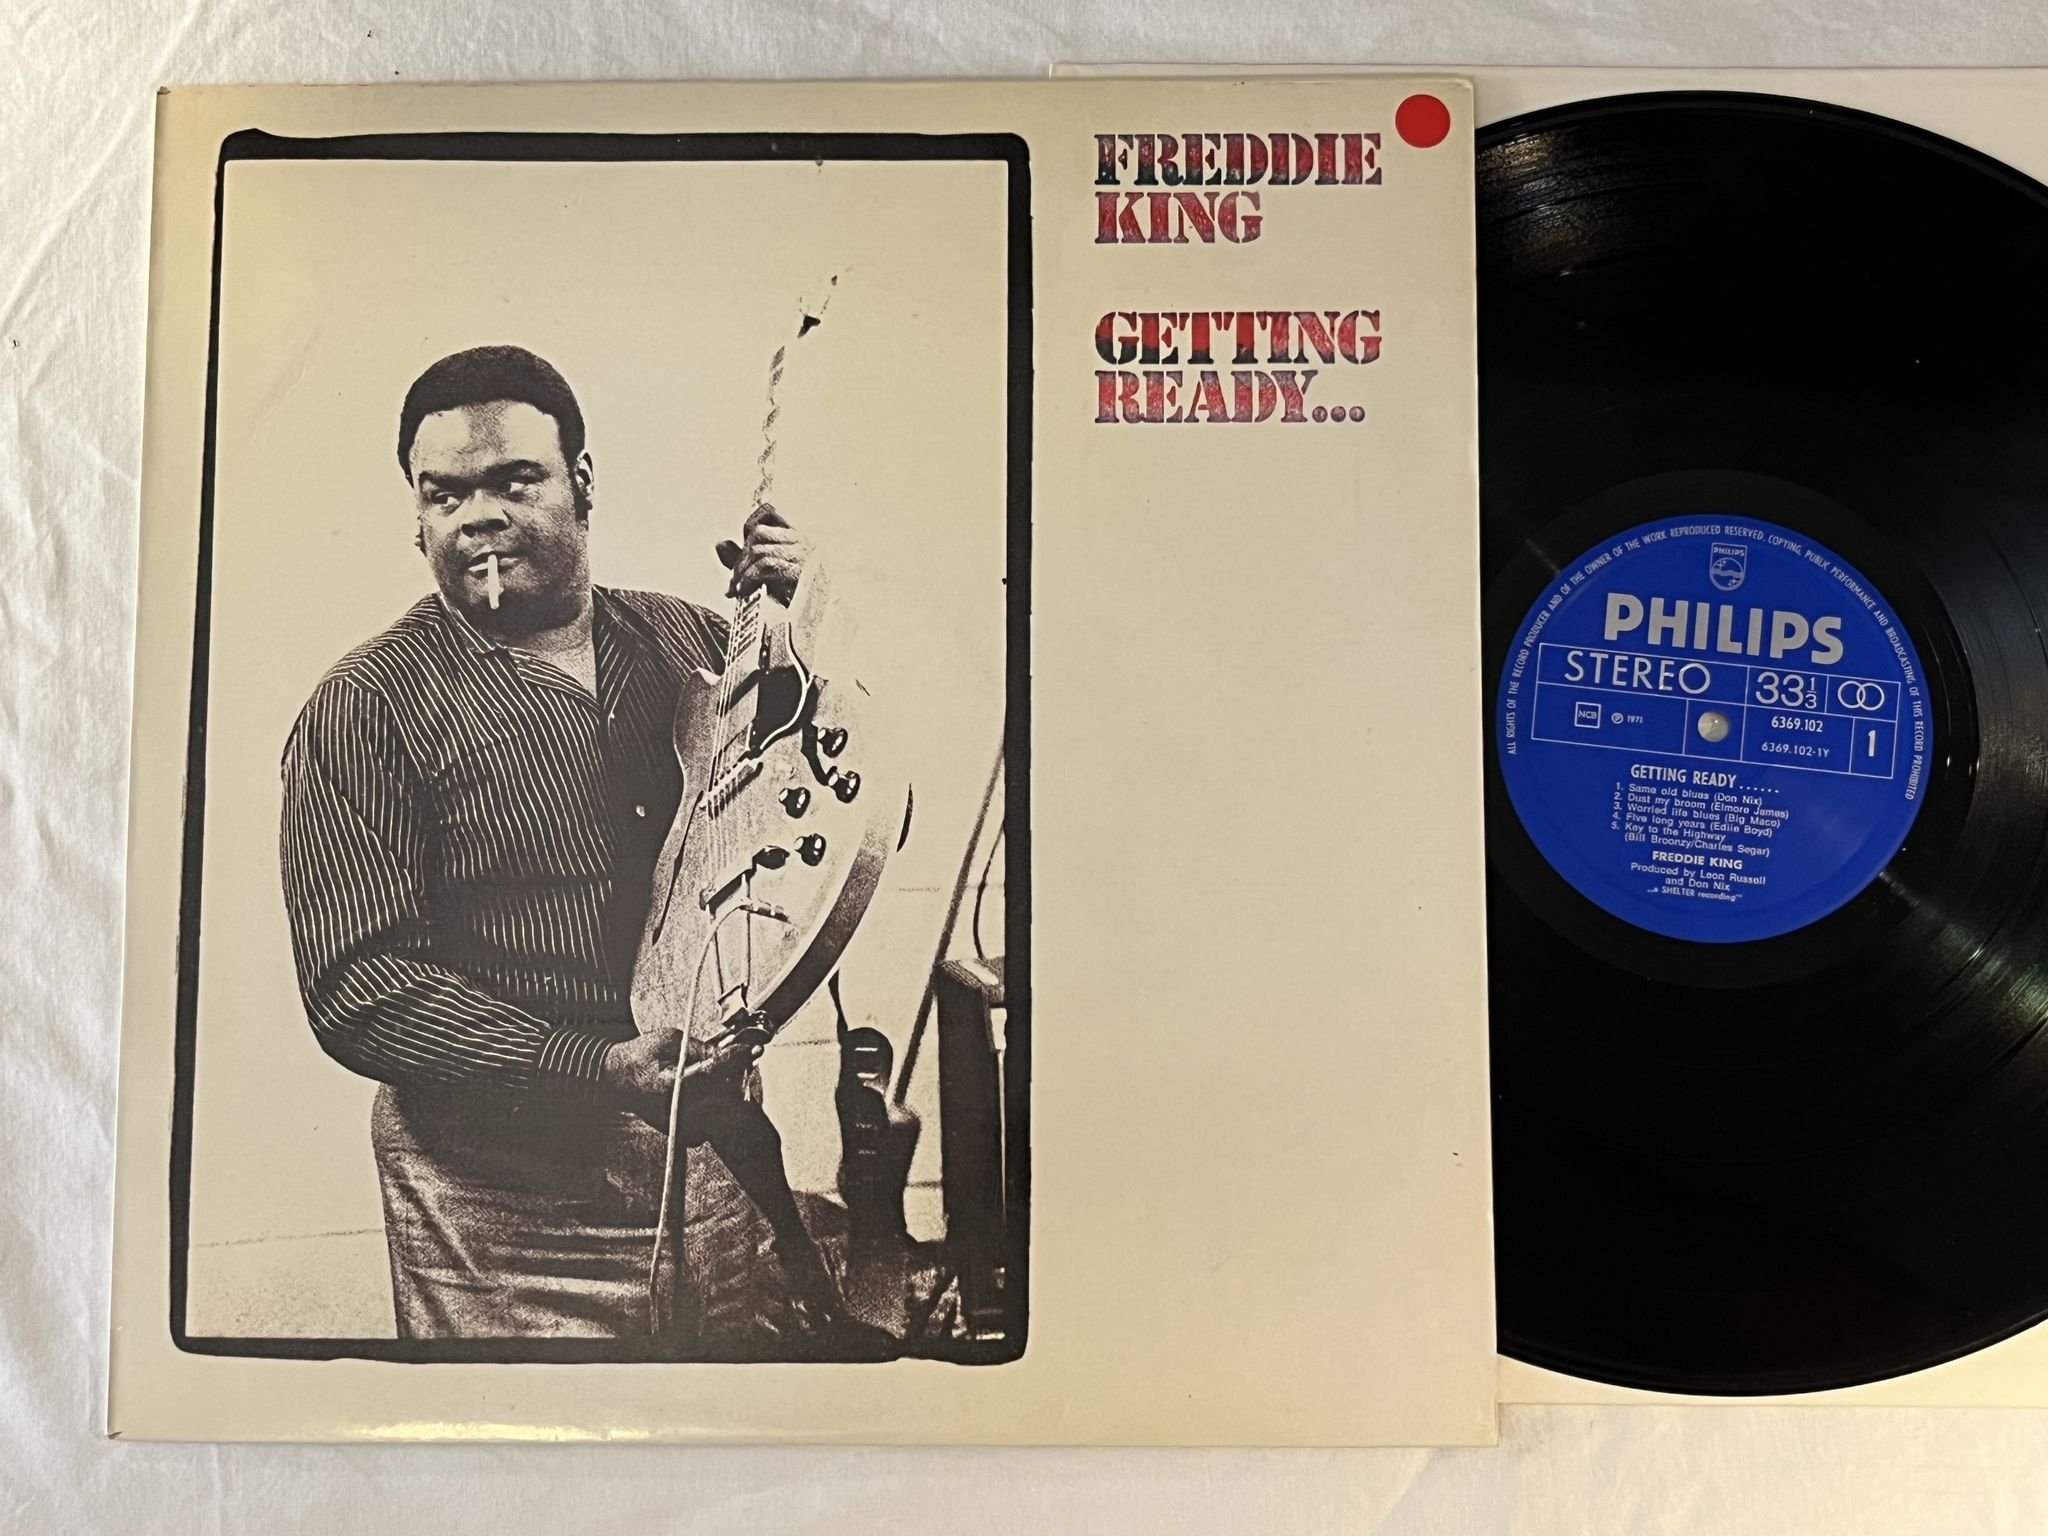 FREDDIE
KING
GETTING
READY...
ALL RIGHTS OF THE RECORD PRODUCER AND OF THE OWNER OF THE WORK REPRODUCED RESERVED. COPYING, PUBLIC PERFORMANCE AND BROADCASTING OF THIS RECORD PROHIBITED
PHILIPS
PHILIPS
STEREO 33 1/3
NCB ℗ 1971 6369.102
6369.102-1Y 1
GETTING READY......
1. Same old blues (Don Nix)
2. Dust my broom (Elmore James)
3. Worried life blues (Big Maco)
4. Five long years (Edlie Boyd)
5. Key to the Highway
(Bill Broonzy/Charles Segar)
FREDDIE KING
Produced by Leon Russell
and Don Nix
„a SHELTER recording"